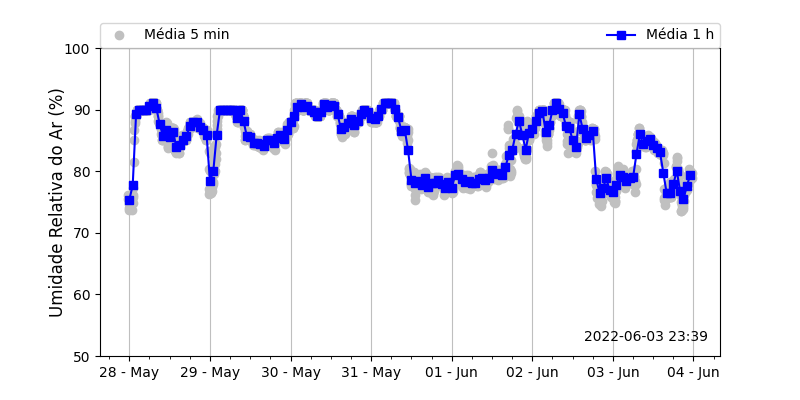 Média 5 min
Média 1 h
Umidade Relativa do Ar (%)
100
90
80
70
60
50
2022-06-03 23:39
28 - May
29 - May
30 - May
31 - May
01 - Jun
02 - Jun
03 - Jun
04 - Jun